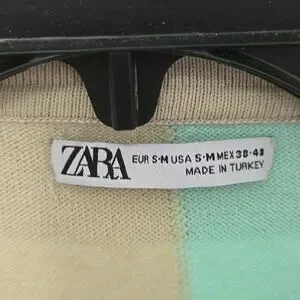 ZARA
EUR S-M USA S-M MEX 38-40
MADE IN TURKEY